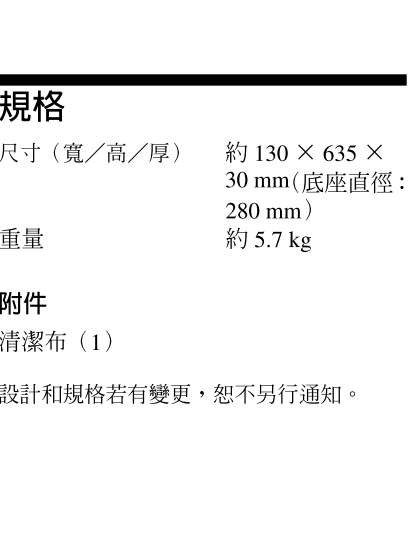 規格
尺寸（寬／高／厚） 約 130 × 635 ×
30 mm（底座直徑：
280 mm）
重量 約 5.7 kg
附件
清潔布（1）
設計和規格若有變更，恕不另行通知。